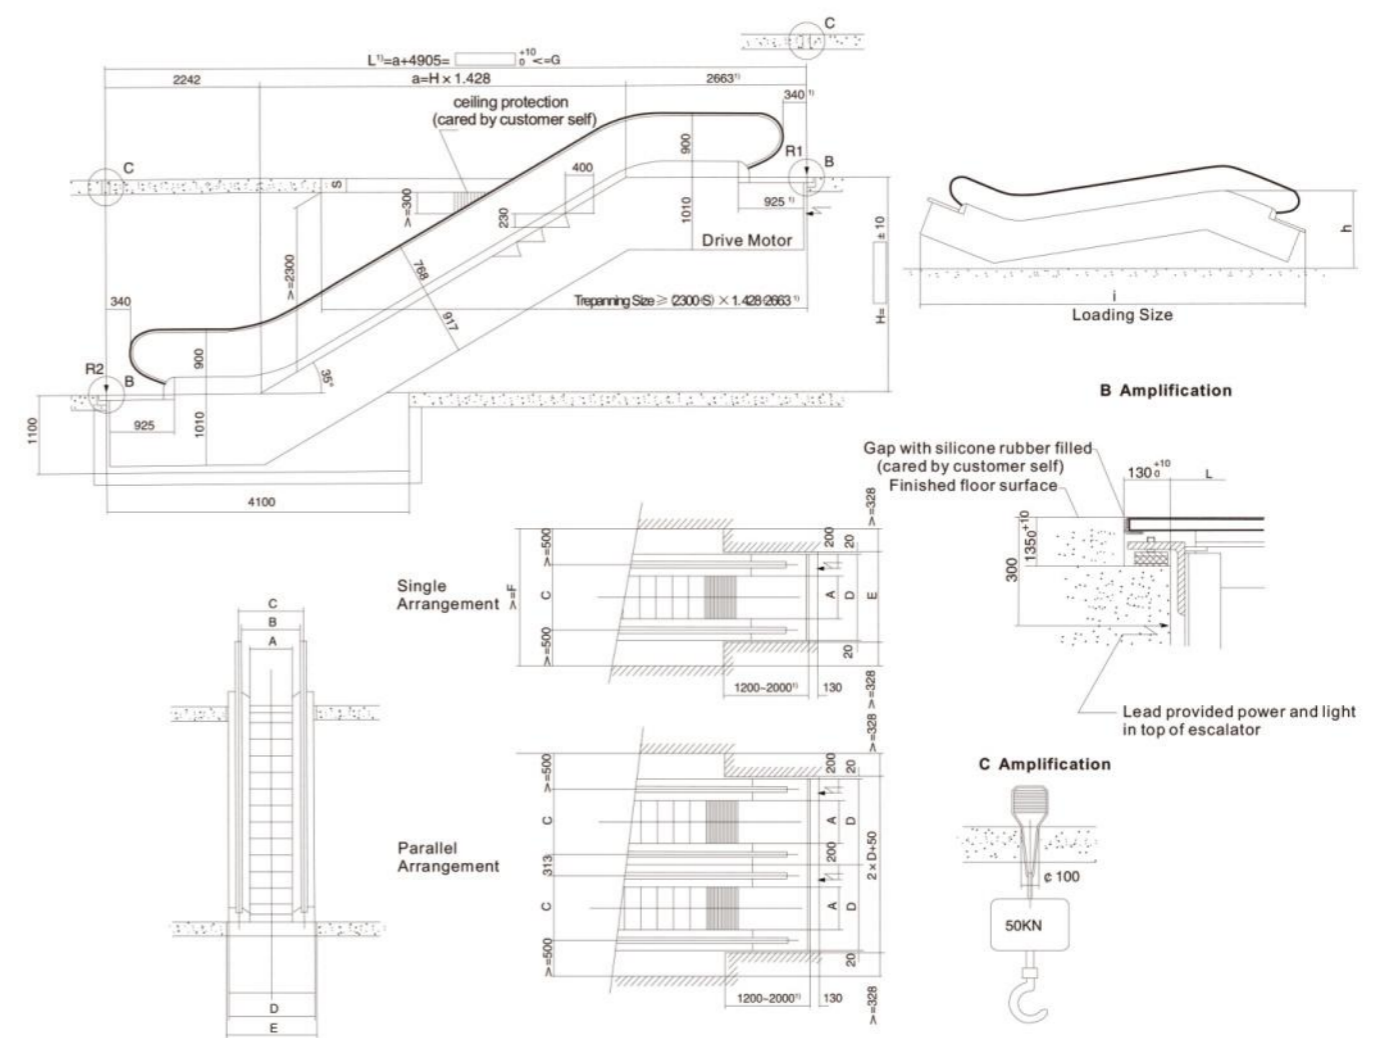 C
L¹⁾=a+4905= +10 0 <=G
2242
a=H×1.428
2663¹⁾
ceiling protection
(cared by customer self)
340 ¹⁾
C
S
>=300
400
900
R1
B
230
1010
925 ¹⁾
Drive Motor
>=2300
768
917
Trepanning Size ≥ (2300-S) × 1.428-2663 ¹⁾
H= ±10
340
R2
B
900
35°
925
1010
1100
4100
h
i
Loading Size
B Amplification
Gap with silicone rubber filled
(cared by customer self)
Finished floor surface
130 +10 0
L
135 +10 0
300
Lead provided power and light
in top of escalator
C Amplification
¢100
50KN
C
B
A
D
E
Single
Arrangement
>=F
>=500
C
>=500
>=328
200
20
A
D
E
20
1200~2000¹⁾
130
>=328
Parallel
Arrangement
>=500
C
313
C
>=500
>=328
200
20
A
D
200
2×D+50
A
D
20
1200~2000¹⁾
130
>=328